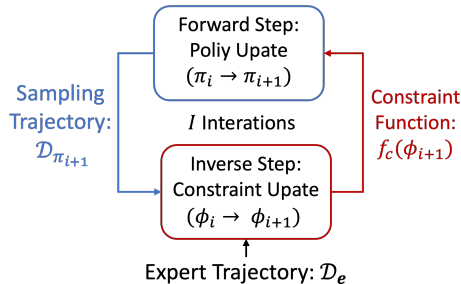 Forward Step:
Poliy Upate
(π_i → π_{i+1})
Sampling
Trajectory:
𝒟_{π_{i+1}}
I Interations
Constraint
Function:
f_c(ϕ_{i+1})
Inverse Step:
Constraint Upate
(ϕ_i → ϕ_{i+1})
Expert Trajectory: 𝒟_e